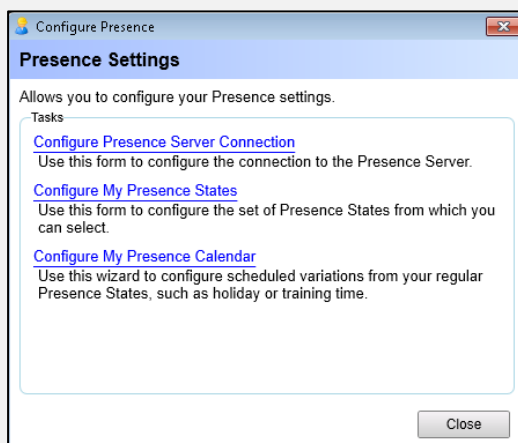 Configure Presence
Presence Settings
Allows you to configure your Presence settings.
Tasks
Configure Presence Server Connection
Use this form to configure the connection to the Presence Server.
Configure My Presence States
Use this form to configure the set of Presence States from which you
can select.
Configure My Presence Calendar
Use this wizard to configure scheduled variations from your regular
Presence States, such as holiday or training time.
Close